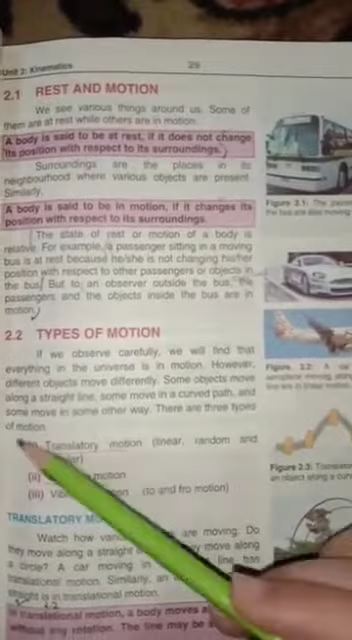 Unit 2: Kinematics
29
2.1 REST AND MOTION
We see various things around us. Some of
them are at rest while others are in motion.
A body is said to be at rest, if it does not change
its position with respect to its surroundings.
Surroundings are the places in its
neighbourhood where various objects are present.
Similarly,
A body is said to be in motion, if it changes its
position with respect to its surroundings.
The state of rest or motion of a body is
relative. For example, a passenger sitting in a moving
bus is at rest because he/she is not changing his/her
position with respect to other passengers or objects in
the bus. But to an observer outside the bus, the
passengers and the objects inside the bus are in
motion.
2.2 TYPES OF MOTION
If we observe carefully, we will find that
everything in the universe is in motion. However,
different objects move differently. Some objects move
along a straight line, some move in a curved path, and
some move in some other way. There are three types
of motion.
Translatory motion (linear, random and
(ii) motion
(iii) (to and fro motion)
TRANSLATORY
Watch how are moving. Do
they move along a straight move along
a circle? A car moving in line has
translational motion. Similarly, an
straight is in translational motion.
translational motion, a body moves
without any rotation. The line may be
Figure 2.1: The
the bus are also moving
Figure 2.2: A car
aeroplane moving
line are in linear motion.
Figure 2.3:
an object along a